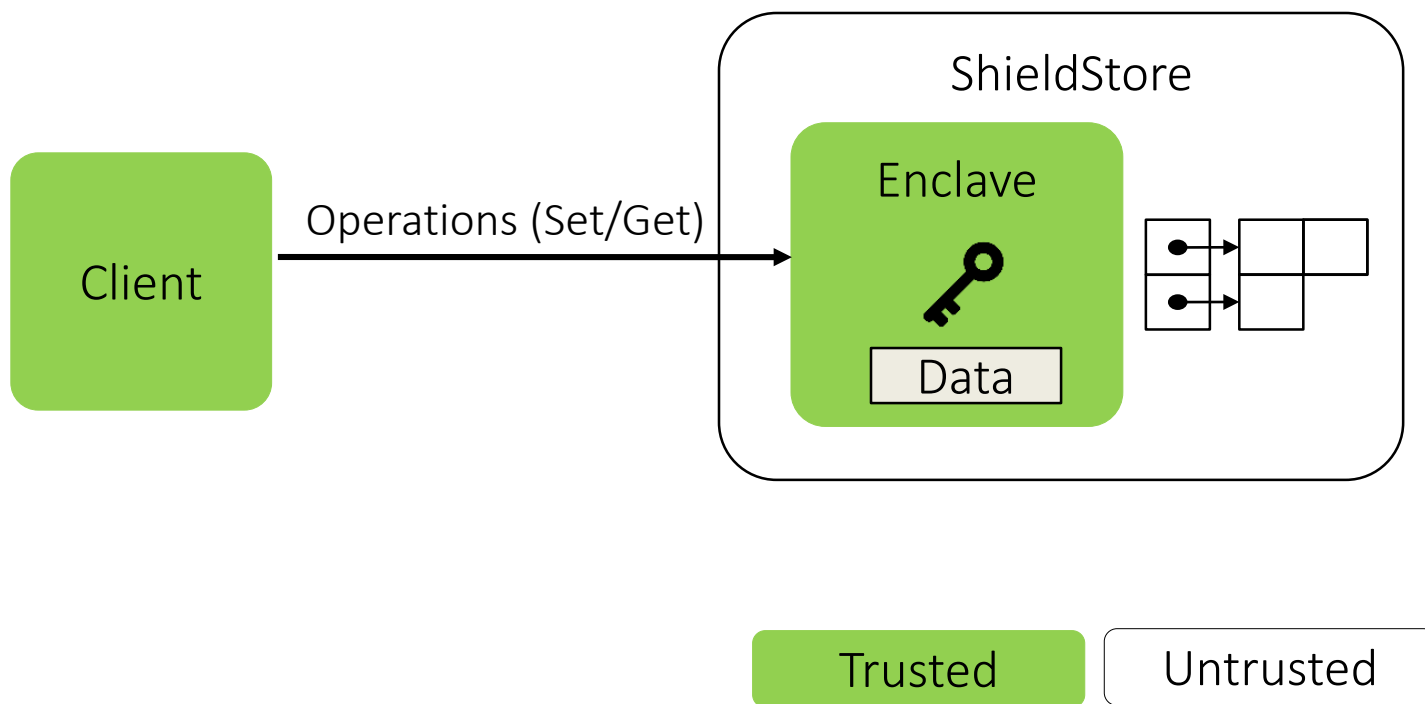 ShieldStore
Enclave
Operations (Set/Get)
Client
Data
Trusted
Untrusted